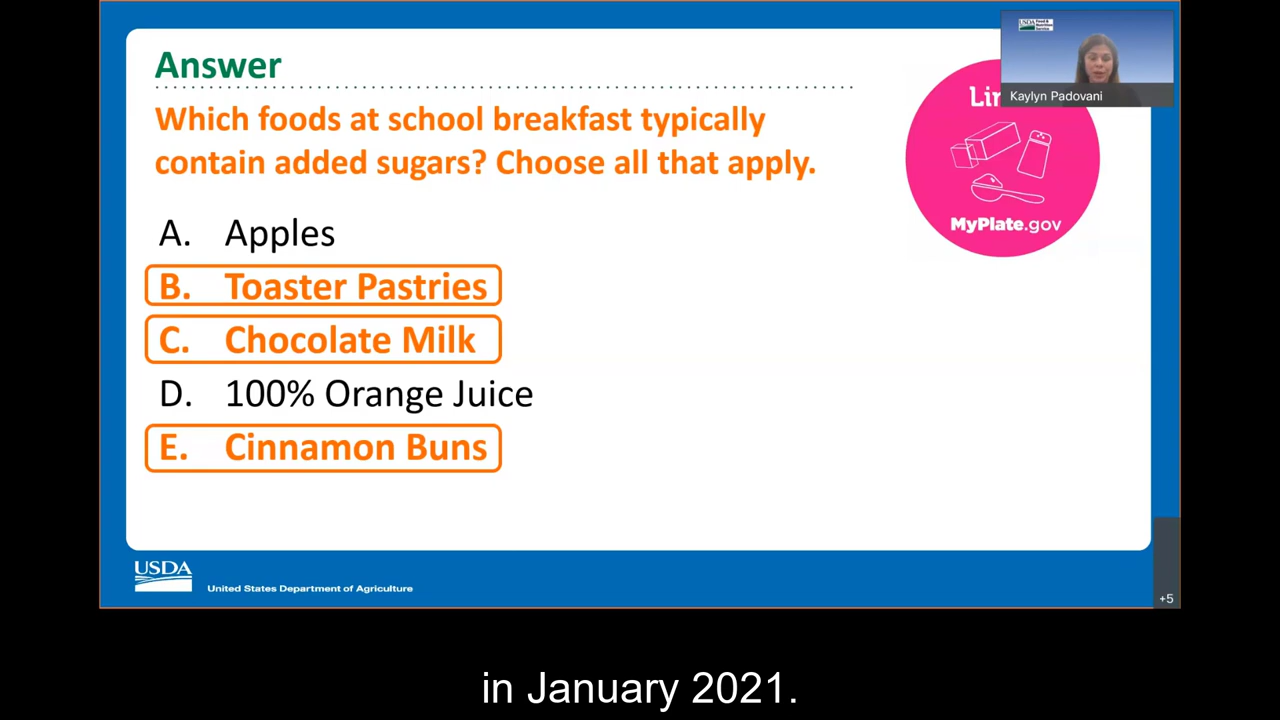 Answer
Which foods at school breakfast typically
contain added sugars? Choose all that apply.
A. Apples
B. Toaster Pastries
C. Chocolate Milk
D. 100% Orange Juice
E. Cinnamon Buns
MyPlate.gov
USDA
Kaylyn Padovani
USDA
United States Department of Agriculture
+5
in January 2021.